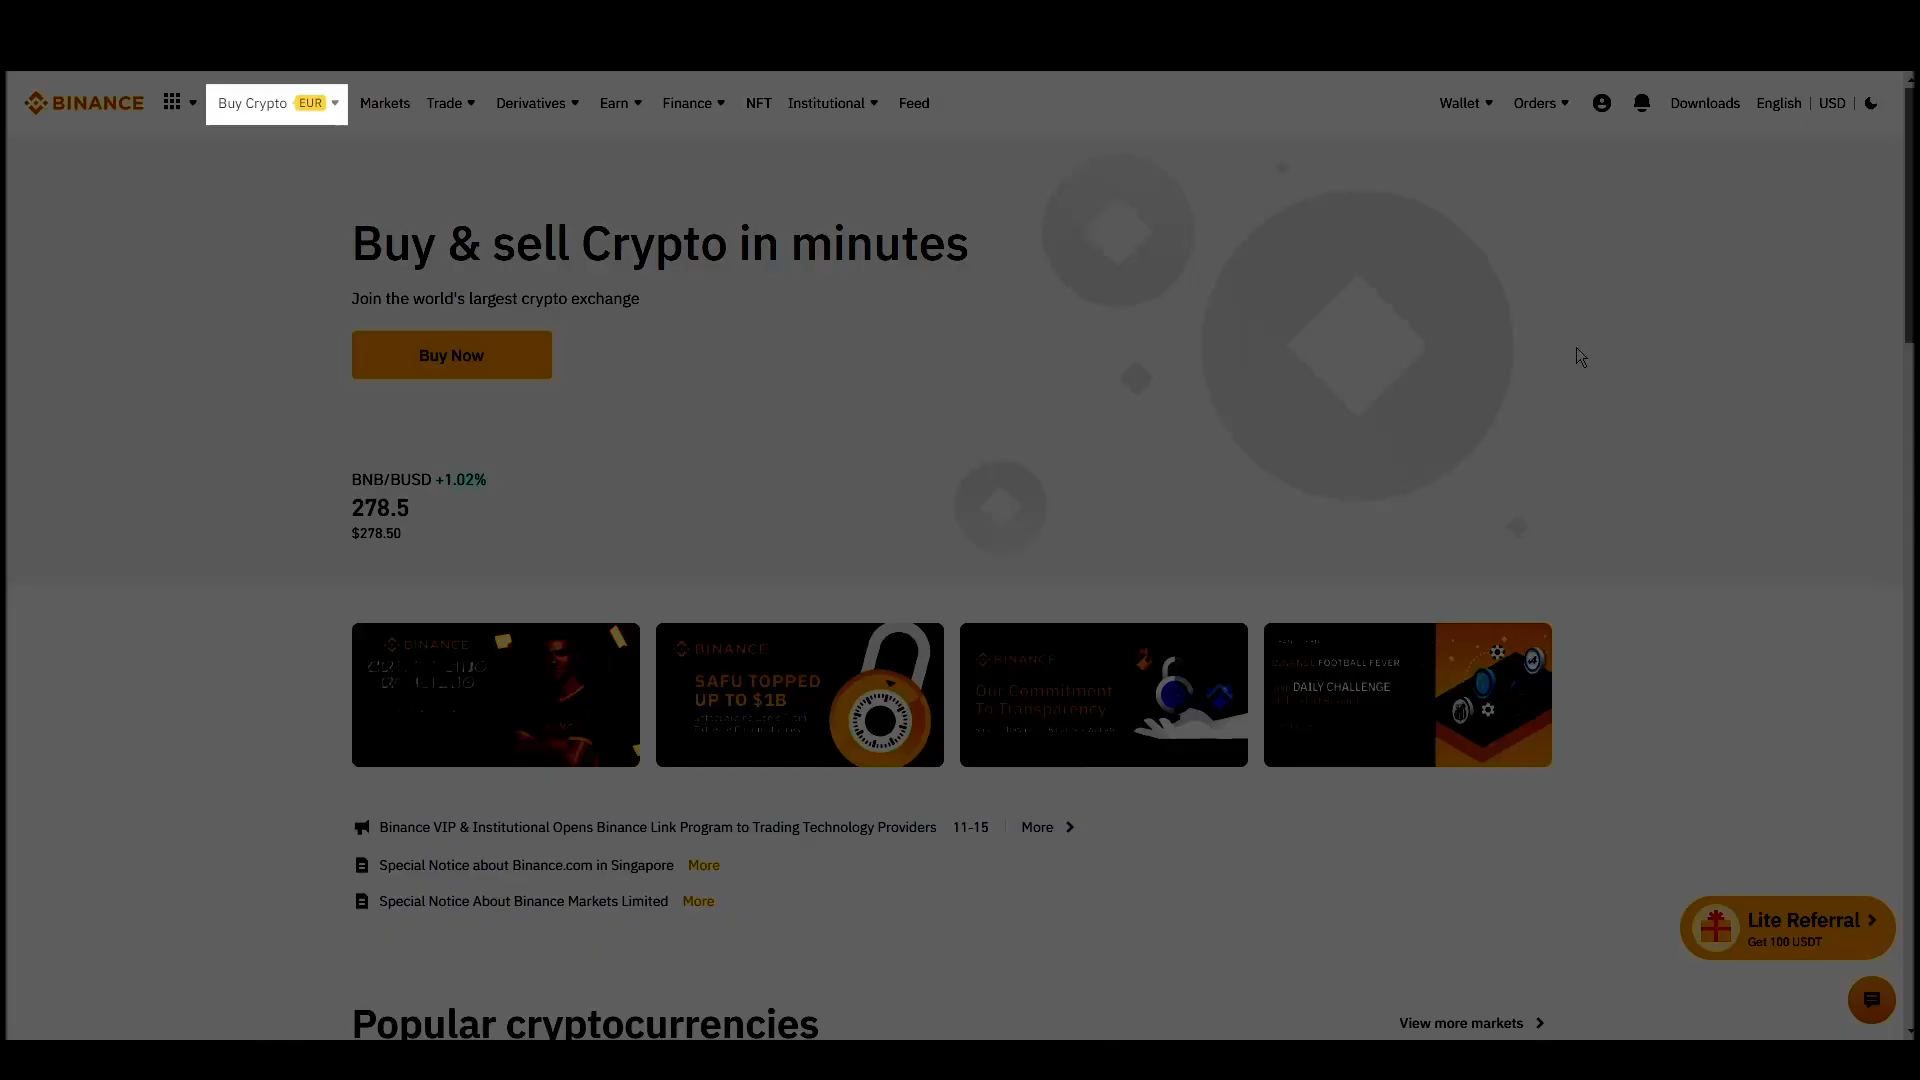 BINANCE
Buy Crypto EUR
Markets
Trade
Derivatives
Earn
Finance
NFT
Institutional
Feed
Wallet
Orders
Downloads
English
USD
Buy & sell Crypto in minutes
Join the world's largest crypto exchange
Buy Now
BNB/BUSD +1.02%
278.5
$278.50
BINANCE
BINANCE
SAFU TOPPED
UP TO $1B
BINANCE
Our Commitment
To Transparency
FOOTBALL FEVER
DAILY CHALLENGE
Binance VIP & Institutional Opens Binance Link Program to Trading Technology Providers 11-15 More
Special Notice about Binance.com in Singapore More
Special Notice About Binance Markets Limited More
Lite Referral
Get 100 USDT
Popular cryptocurrencies
View more markets